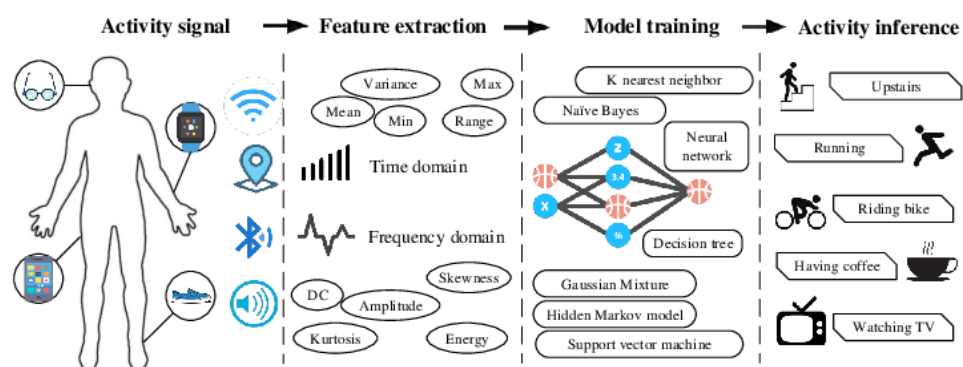 Activity signal
Feature extraction
Model training
Activity inference
Variance
Max
Mean
Min
Range
Time domain
Frequency domain
Skewness
DC
Amplitude
Kurtosis
Energy
K nearest neighbor
Naïve Bayes
Neural
network
Z
3.4
X
%
Decision tree
Gaussian Mixture
Hidden Markov model
Support vector machine
Upstairs
Running
Riding bike
Having coffee
Watching TV